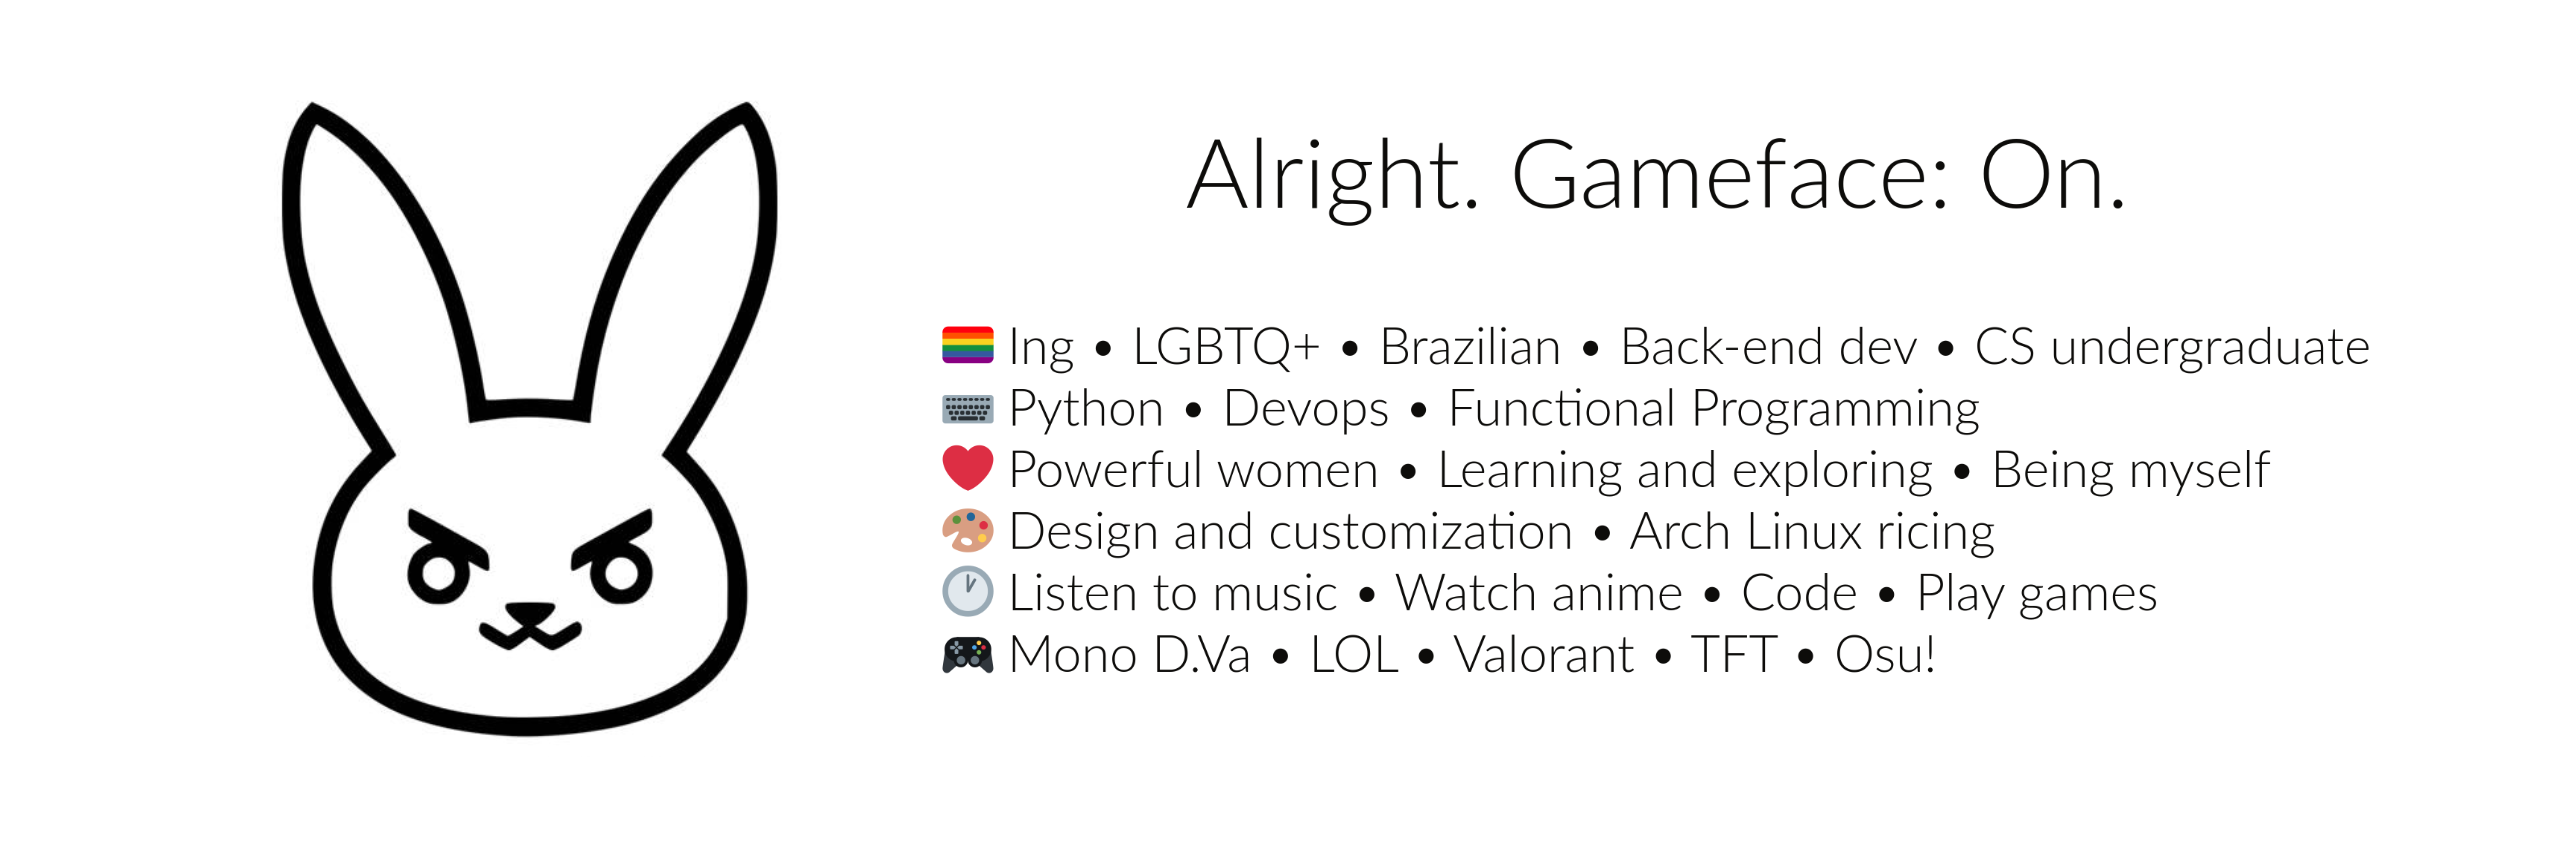 Alright. Gameface: On.
🏳️‍🌈 Ing • LGBTQ+ • Brazilian • Back-end dev • CS undergraduate
⌨️ Python • Devops • Functional Programming
❤️ Powerful women • Learning and exploring • Being myself
🎨 Design and customization • Arch Linux ricing
🕐 Listen to music • Watch anime • Code • Play games
🎮 Mono D.Va • LOL • Valorant • TFT • Osu!